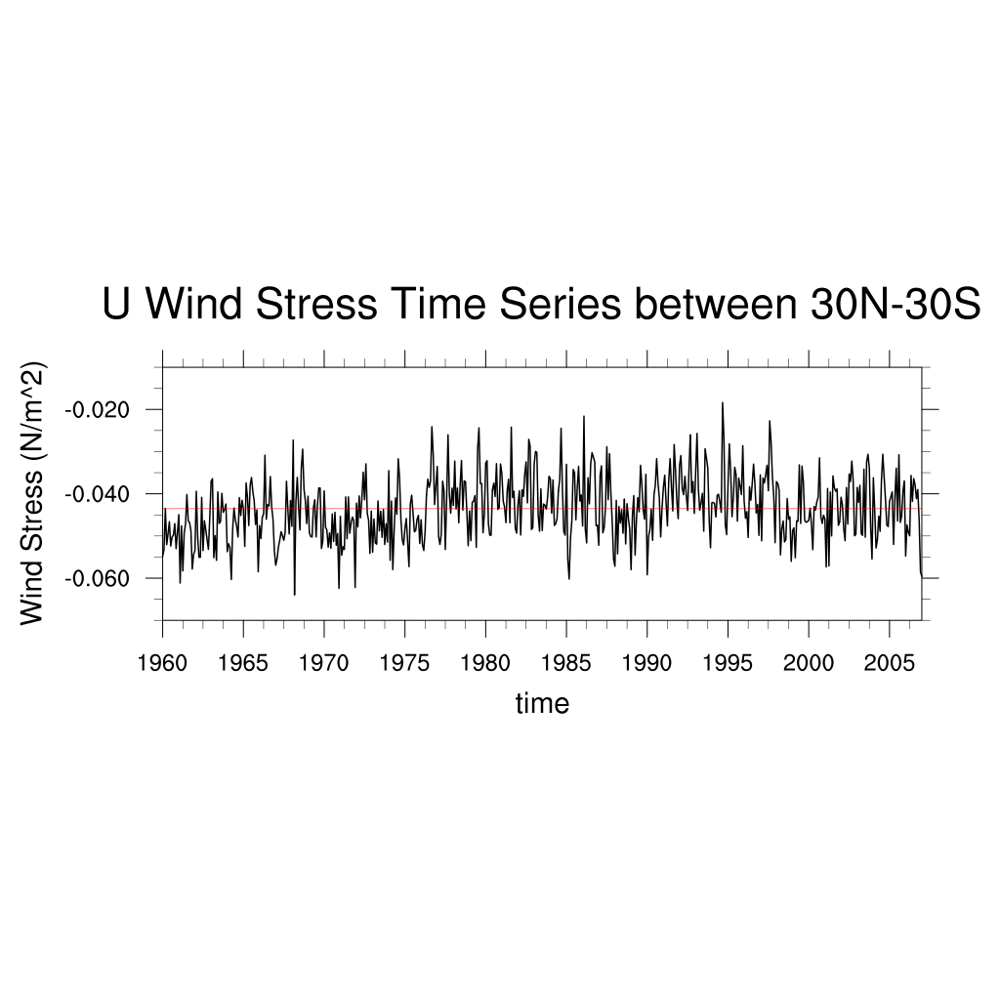 U Wind Stress Time Series between 30N-30S
Wind Stress (N/m^2)
-0.020
-0.040
-0.060
1960 1965 1970 1975 1980 1985 1990 1995 2000 2005
time